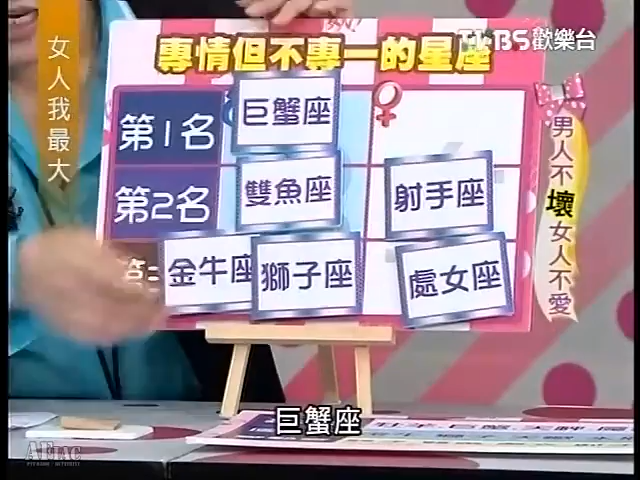 專情但不專一的星座
TVBS歡樂台
女人我最大
男人不壞女人不愛
第1名
巨蟹座
第2名
雙魚座
射手座
金牛座
獅子座
處女座
巨蟹座